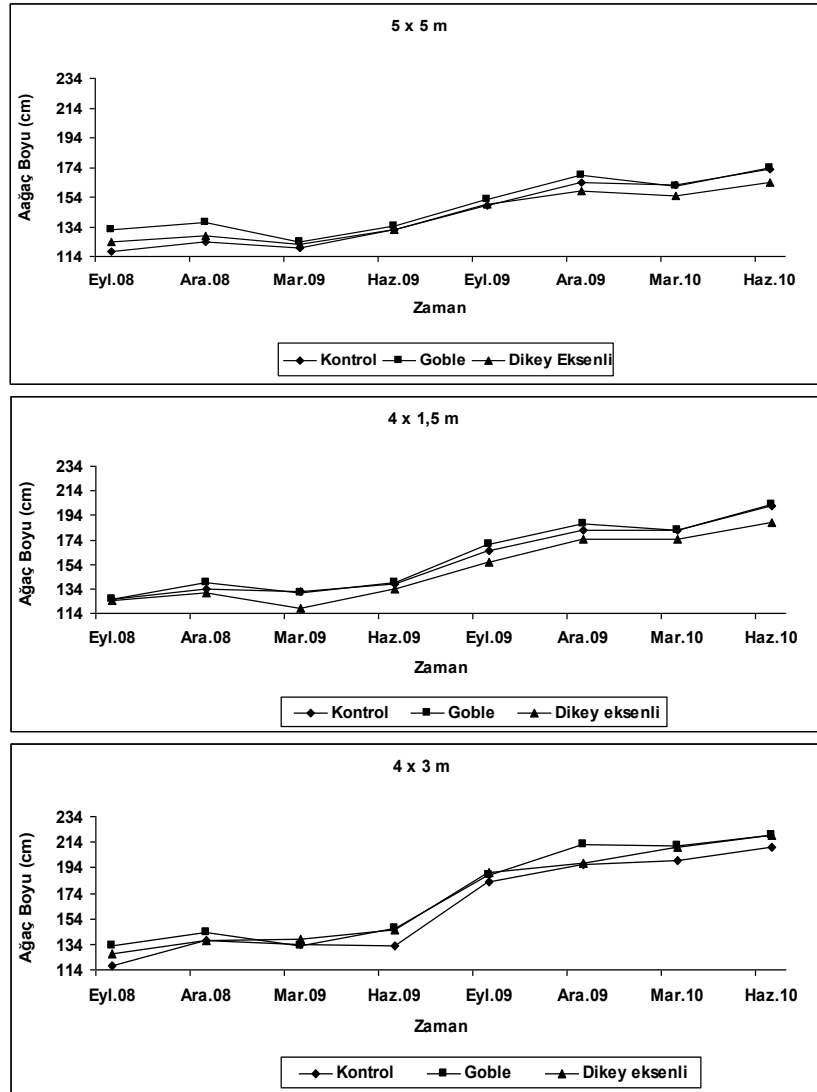 5 x 5 m
Aağaç Boyu (cm)
234
214
194
174
154
134
114
Eyl.08 Ara.08 Mar.09 Haz.09 Eyl.09 Ara.09 Mar.10 Haz.10
Zaman
Kontrol Goble Dikey Eksenli
4 x 1,5 m
Ağaç Boyu (cm)
234
214
194
174
154
134
114
Eyl.08 Ara.08 Mar.09 Haz.09 Eyl.09 Ara.09 Mar.10 Haz.10
Zaman
Kontrol Goble Dikey eksenli
4 x 3 m
Ağaç Boyu (cm)
234
214
194
174
154
134
114
Eyl.08 Ara.08 Mar.09 Haz.09 Eyl.09 Ara.09 Mar.10 Haz.10
Zaman
Kontrol Goble Dikey eksenli